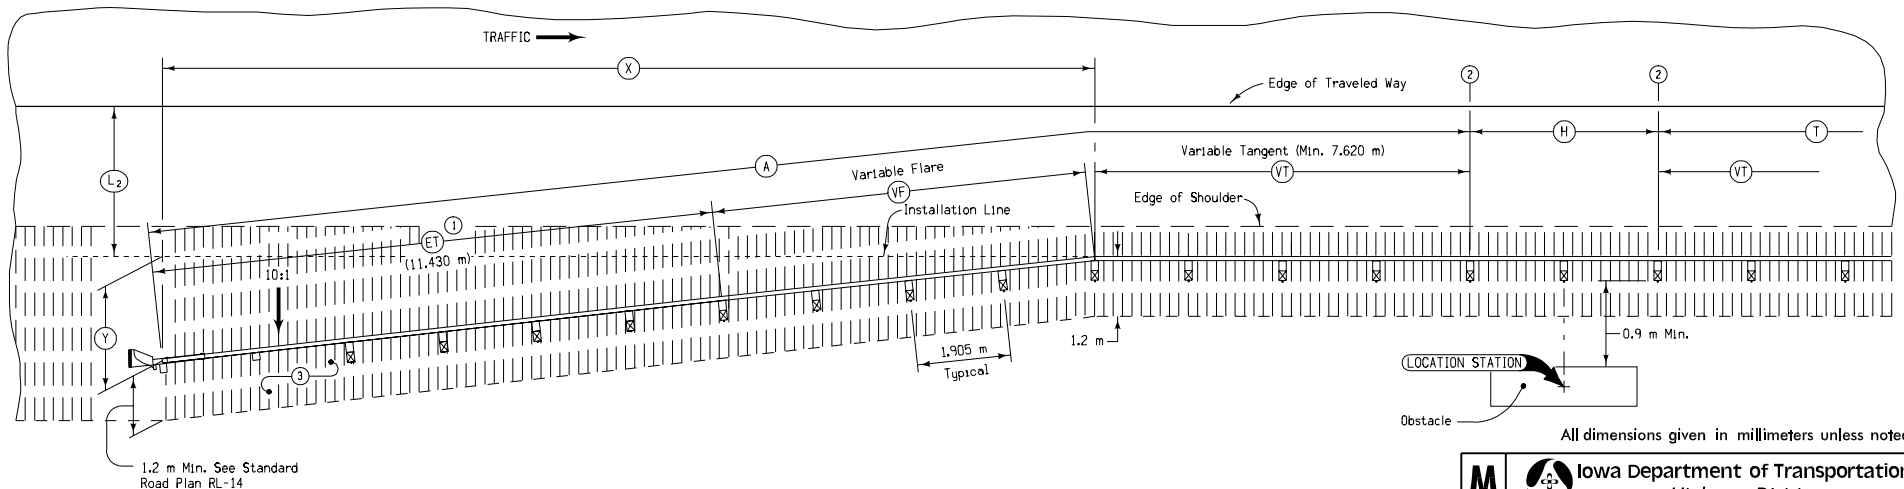 TRAFFIC
X
2
2
Edge of Traveled Way
H
T
A
Variable Tangent (Min. 7.620 m)
L2
Variable Flare
VT
VT
VF
Edge of Shoulder
Installation Line
1
ET
(11.430 m)
10:1
Y
1.2 m
0.9 m Min.
1.905 m
Typical
3
LOCATION STATION
Obstacle
All dimensions given in millimeters unless noted
1.2 m Min. See Standard
Road Plan RL-14
M
Iowa Department of Transportation